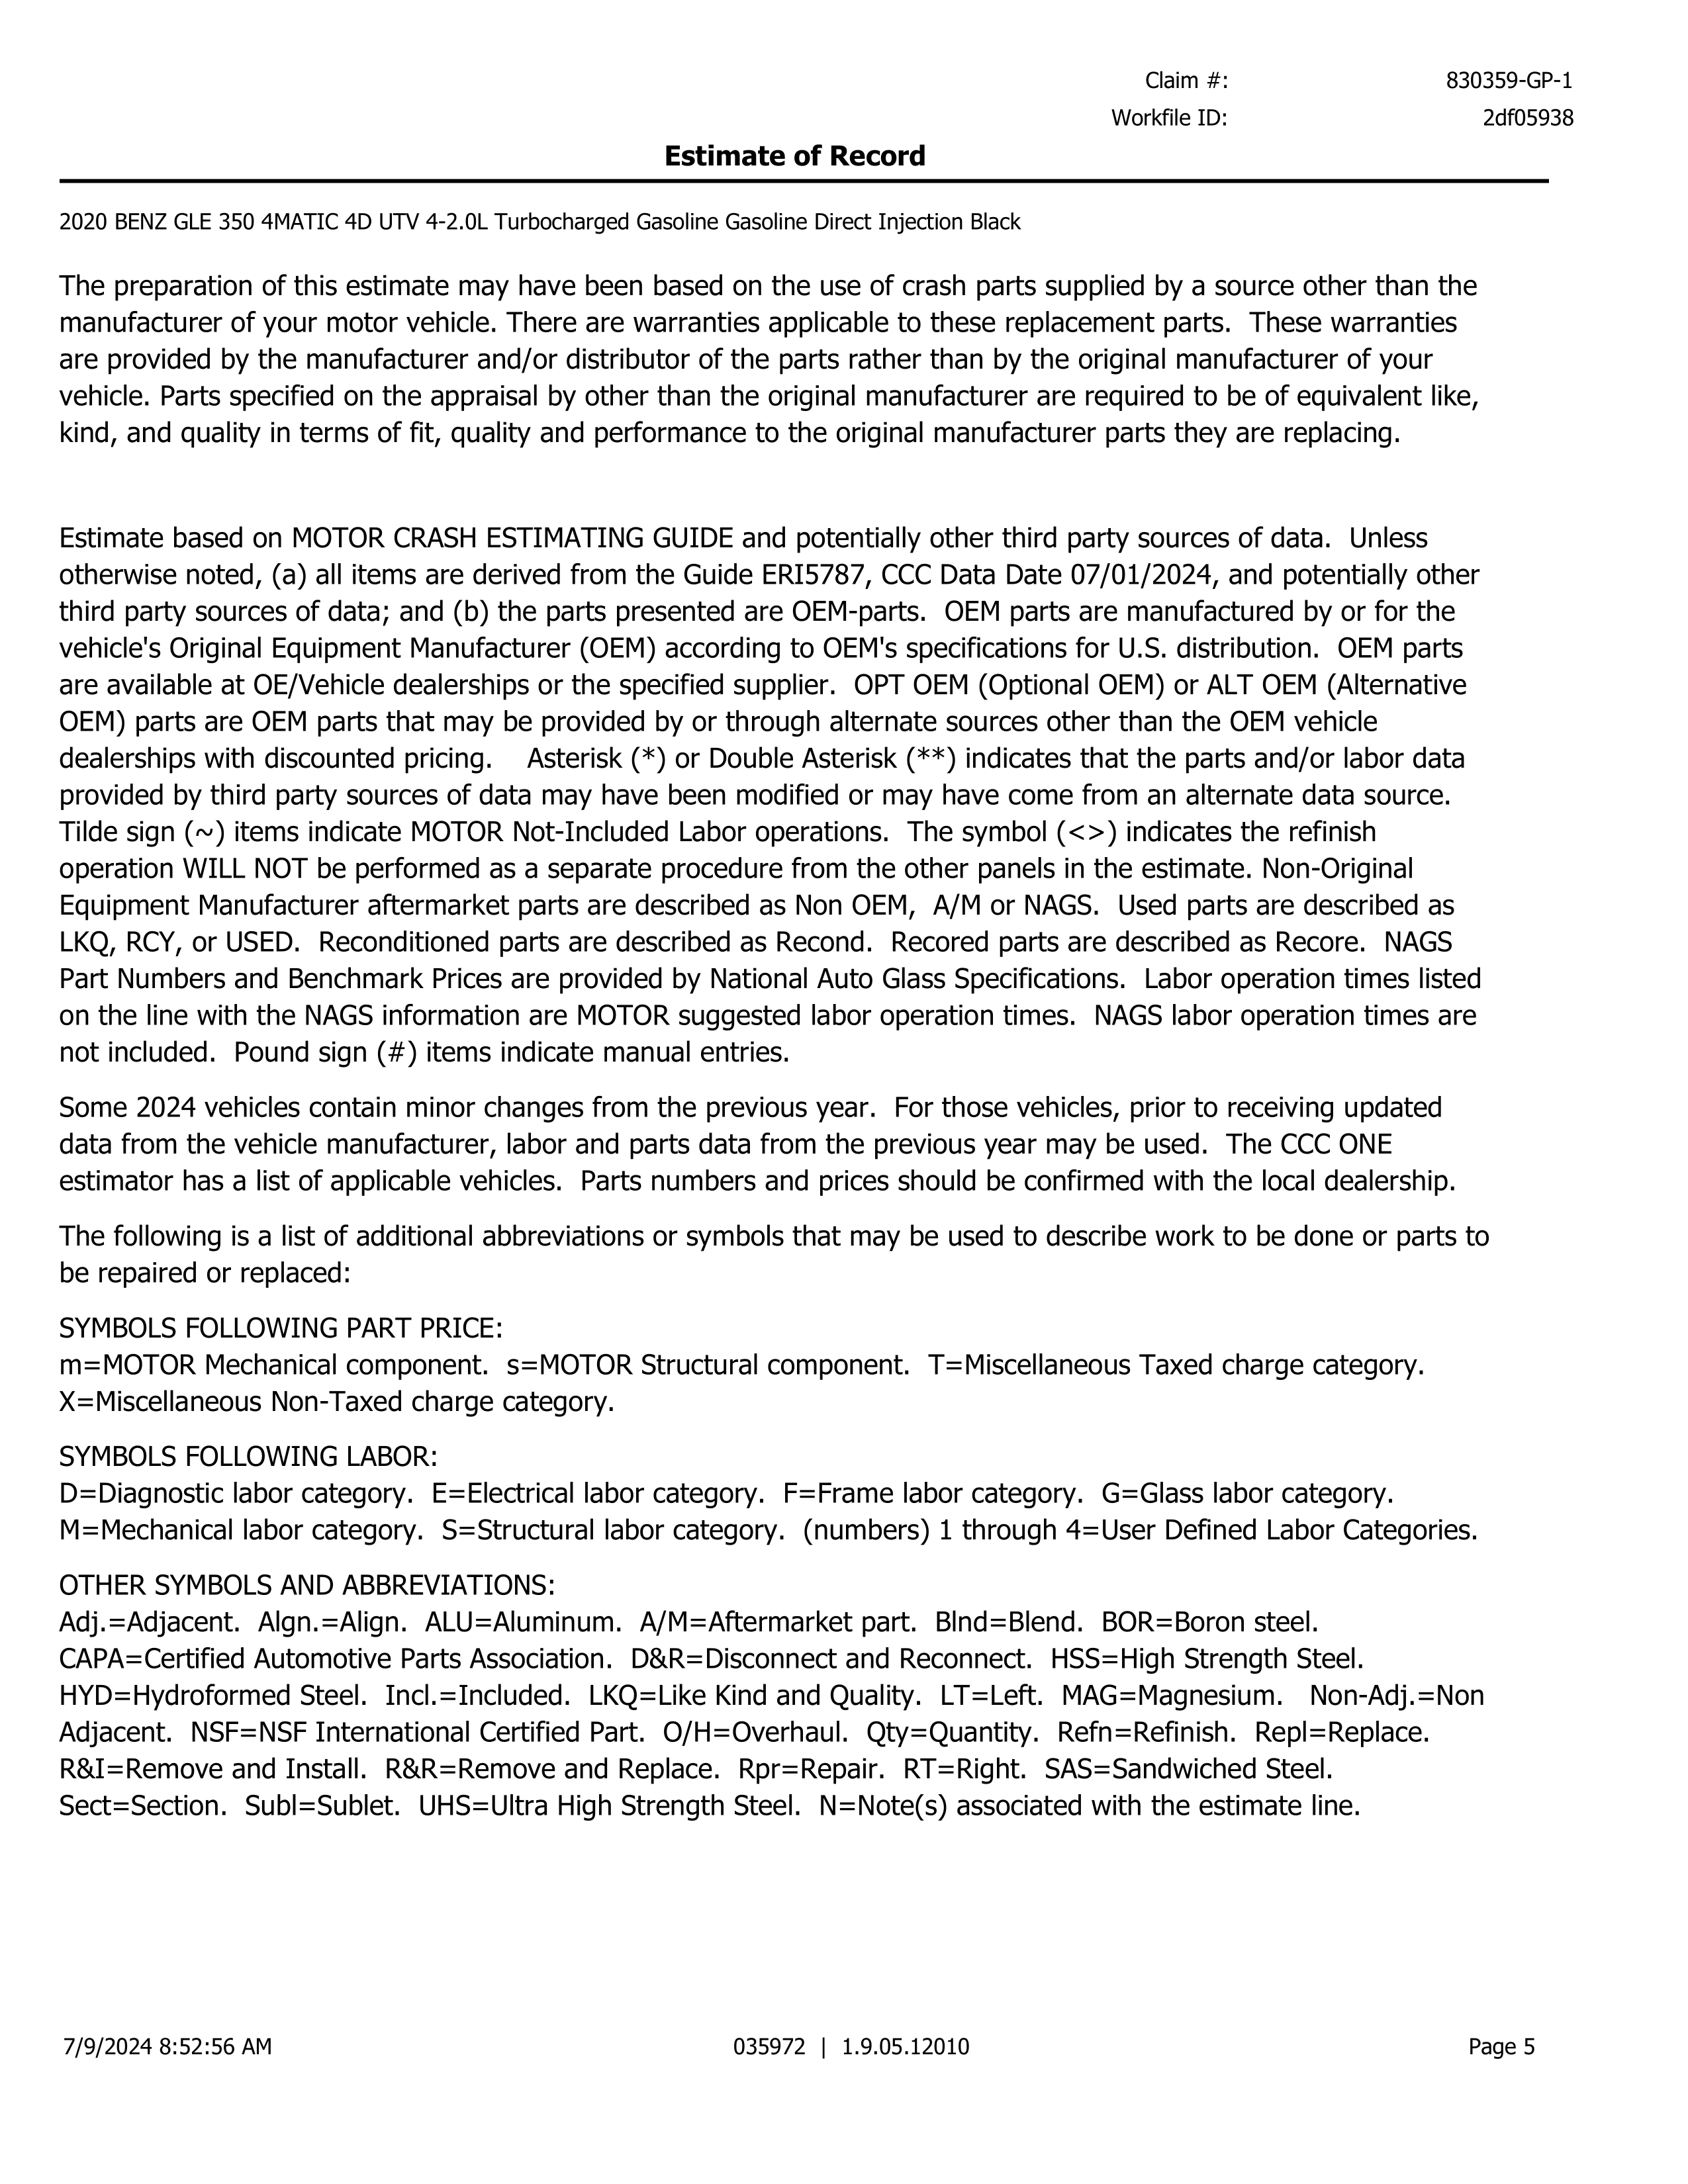 Claim #: 830359-GP-1
Workfile ID: 2df05938
Estimate of Record
2020 BENZ GLE 350 4MATIC 4D UTV 4-2.0L Turbocharged Gasoline Gasoline Direct Injection Black
The preparation of this estimate may have been based on the use of crash parts supplied by a source other than the
manufacturer of your motor vehicle. There are warranties applicable to these replacement parts.  These warranties
are provided by the manufacturer and/or distributor of the parts rather than by the original manufacturer of your
vehicle. Parts specified on the appraisal by other than the original manufacturer are required to be of equivalent like,
kind, and quality in terms of fit, quality and performance to the original manufacturer parts they are replacing.
Estimate based on MOTOR CRASH ESTIMATING GUIDE and potentially other third party sources of data.  Unless
otherwise noted, (a) all items are derived from the Guide ERI5787, CCC Data Date 07/01/2024, and potentially other
third party sources of data; and (b) the parts presented are OEM-parts.  OEM parts are manufactured by or for the
vehicle's Original Equipment Manufacturer (OEM) according to OEM's specifications for U.S. distribution.  OEM parts
are available at OE/Vehicle dealerships or the specified supplier.  OPT OEM (Optional OEM) or ALT OEM (Alternative
OEM) parts are OEM parts that may be provided by or through alternate sources other than the OEM vehicle
dealerships with discounted pricing.    Asterisk (*) or Double Asterisk (**) indicates that the parts and/or labor data
provided by third party sources of data may have been modified or may have come from an alternate data source.
Tilde sign (~) items indicate MOTOR Not-Included Labor operations.  The symbol (<>) indicates the refinish
operation WILL NOT be performed as a separate procedure from the other panels in the estimate. Non-Original
Equipment Manufacturer aftermarket parts are described as Non OEM,  A/M or NAGS.  Used parts are described as
LKQ, RCY, or USED.  Reconditioned parts are described as Recond.  Recored parts are described as Recore.  NAGS
Part Numbers and Benchmark Prices are provided by National Auto Glass Specifications.  Labor operation times listed
on the line with the NAGS information are MOTOR suggested labor operation times.  NAGS labor operation times are
not included.  Pound sign (#) items indicate manual entries.
Some 2024 vehicles contain minor changes from the previous year.  For those vehicles, prior to receiving updated
data from the vehicle manufacturer, labor and parts data from the previous year may be used.  The CCC ONE
estimator has a list of applicable vehicles.  Parts numbers and prices should be confirmed with the local dealership.
The following is a list of additional abbreviations or symbols that may be used to describe work to be done or parts to
be repaired or replaced:
SYMBOLS FOLLOWING PART PRICE:
m=MOTOR Mechanical component.  s=MOTOR Structural component.  T=Miscellaneous Taxed charge category.
X=Miscellaneous Non-Taxed charge category.
SYMBOLS FOLLOWING LABOR:
D=Diagnostic labor category.  E=Electrical labor category.  F=Frame labor category.  G=Glass labor category.
M=Mechanical labor category.  S=Structural labor category.  (numbers) 1 through 4=User Defined Labor Categories.
OTHER SYMBOLS AND ABBREVIATIONS:
Adj.=Adjacent.  Algn.=Align.  ALU=Aluminum.  A/M=Aftermarket part.  Blnd=Blend.  BOR=Boron steel.
CAPA=Certified Automotive Parts Association.  D&R=Disconnect and Reconnect.  HSS=High Strength Steel.
HYD=Hydroformed Steel.  Incl.=Included.  LKQ=Like Kind and Quality.  LT=Left.  MAG=Magnesium.   Non-Adj.=Non
Adjacent.  NSF=NSF International Certified Part.  O/H=Overhaul.  Qty=Quantity.  Refn=Refinish.  Repl=Replace.
R&I=Remove and Install.  R&R=Remove and Replace.  Rpr=Repair.  RT=Right.  SAS=Sandwiched Steel.
Sect=Section.  Subl=Sublet.  UHS=Ultra High Strength Steel.  N=Note(s) associated with the estimate line.
7/9/2024 8:52:56 AM 035972 | 1.9.05.12010 Page 5